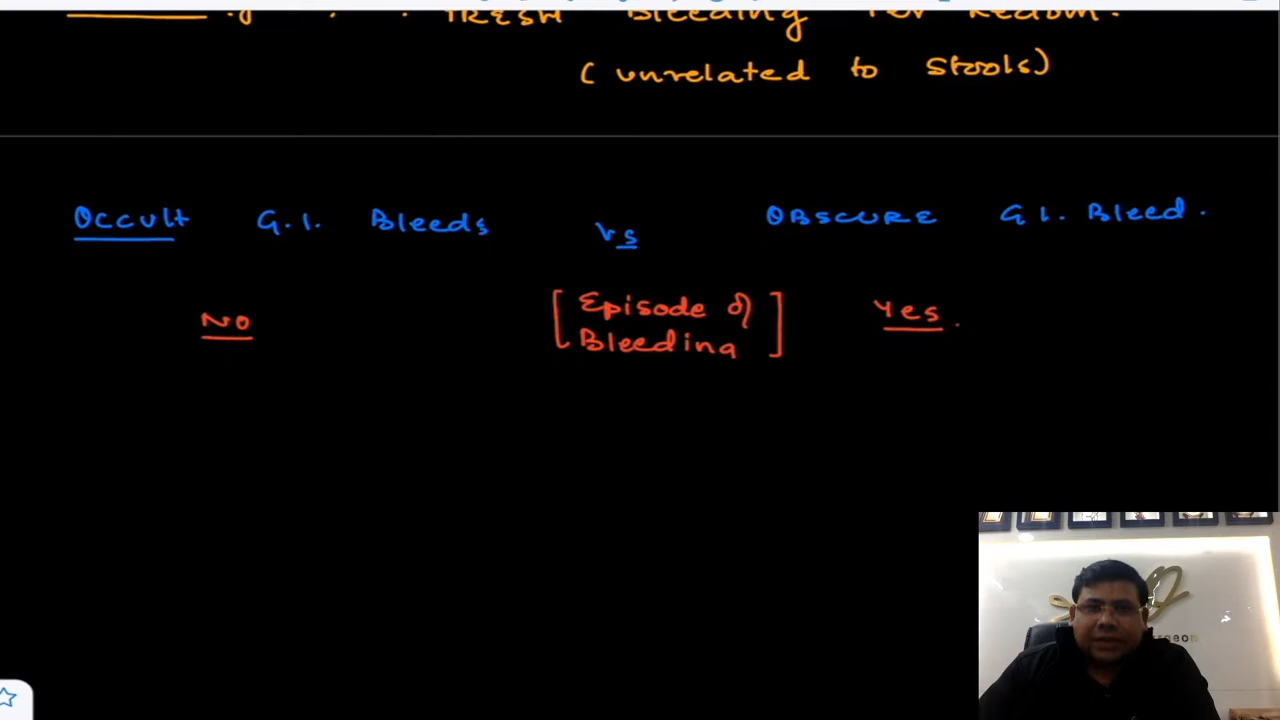 FRESH Bleeding Per Rectum.
(unrelated to stools)
Occult G.I. Bleeds vs OBSCURE G.I. Bleed.
No [Episode of Bleeding] Yes.